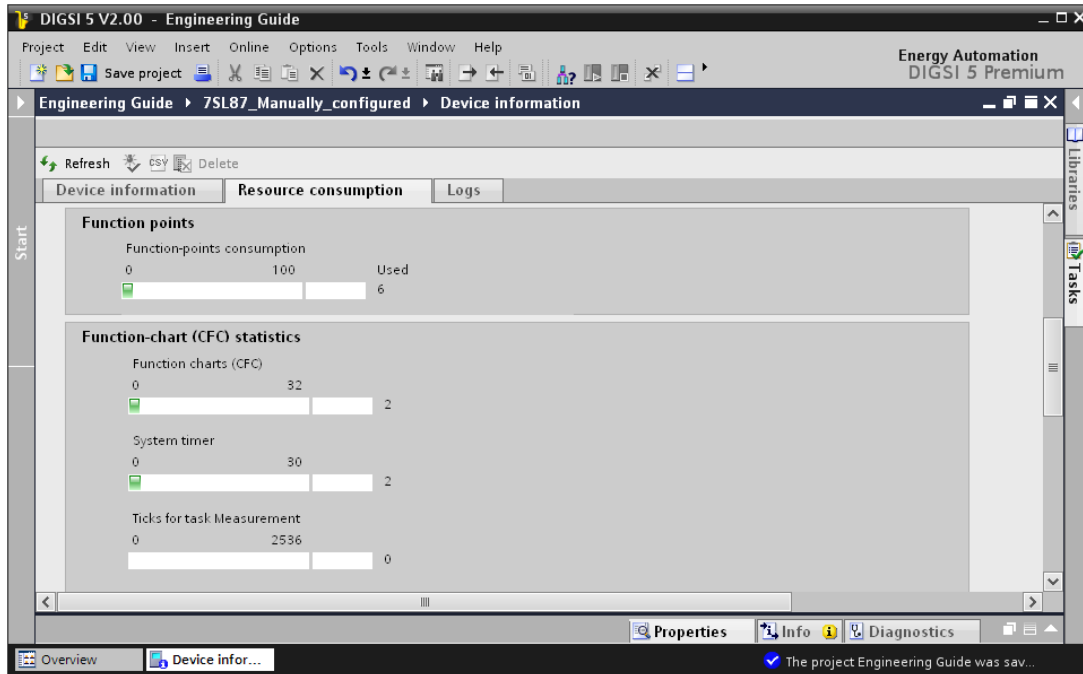 DIGSI 5 V2.00 - Engineering Guide
Project Edit View Insert Online Options Tools Window Help
Save project
Energy Automation
DIGSI 5 Premium
Engineering Guide 7SL87_Manually_configured Device information
Refresh CSV Delete
Device information Resource consumption Logs
Start
Libraries
Tasks
Function points
Function-points consumption
0 100 Used
6
Function-chart (CFC) statistics
Function charts (CFC)
0 32
2
System timer
0 30
2
Ticks for task Measurement
0 2536
0
Properties Info Diagnostics
Overview Device infor... The project Engineering Guide was sav...